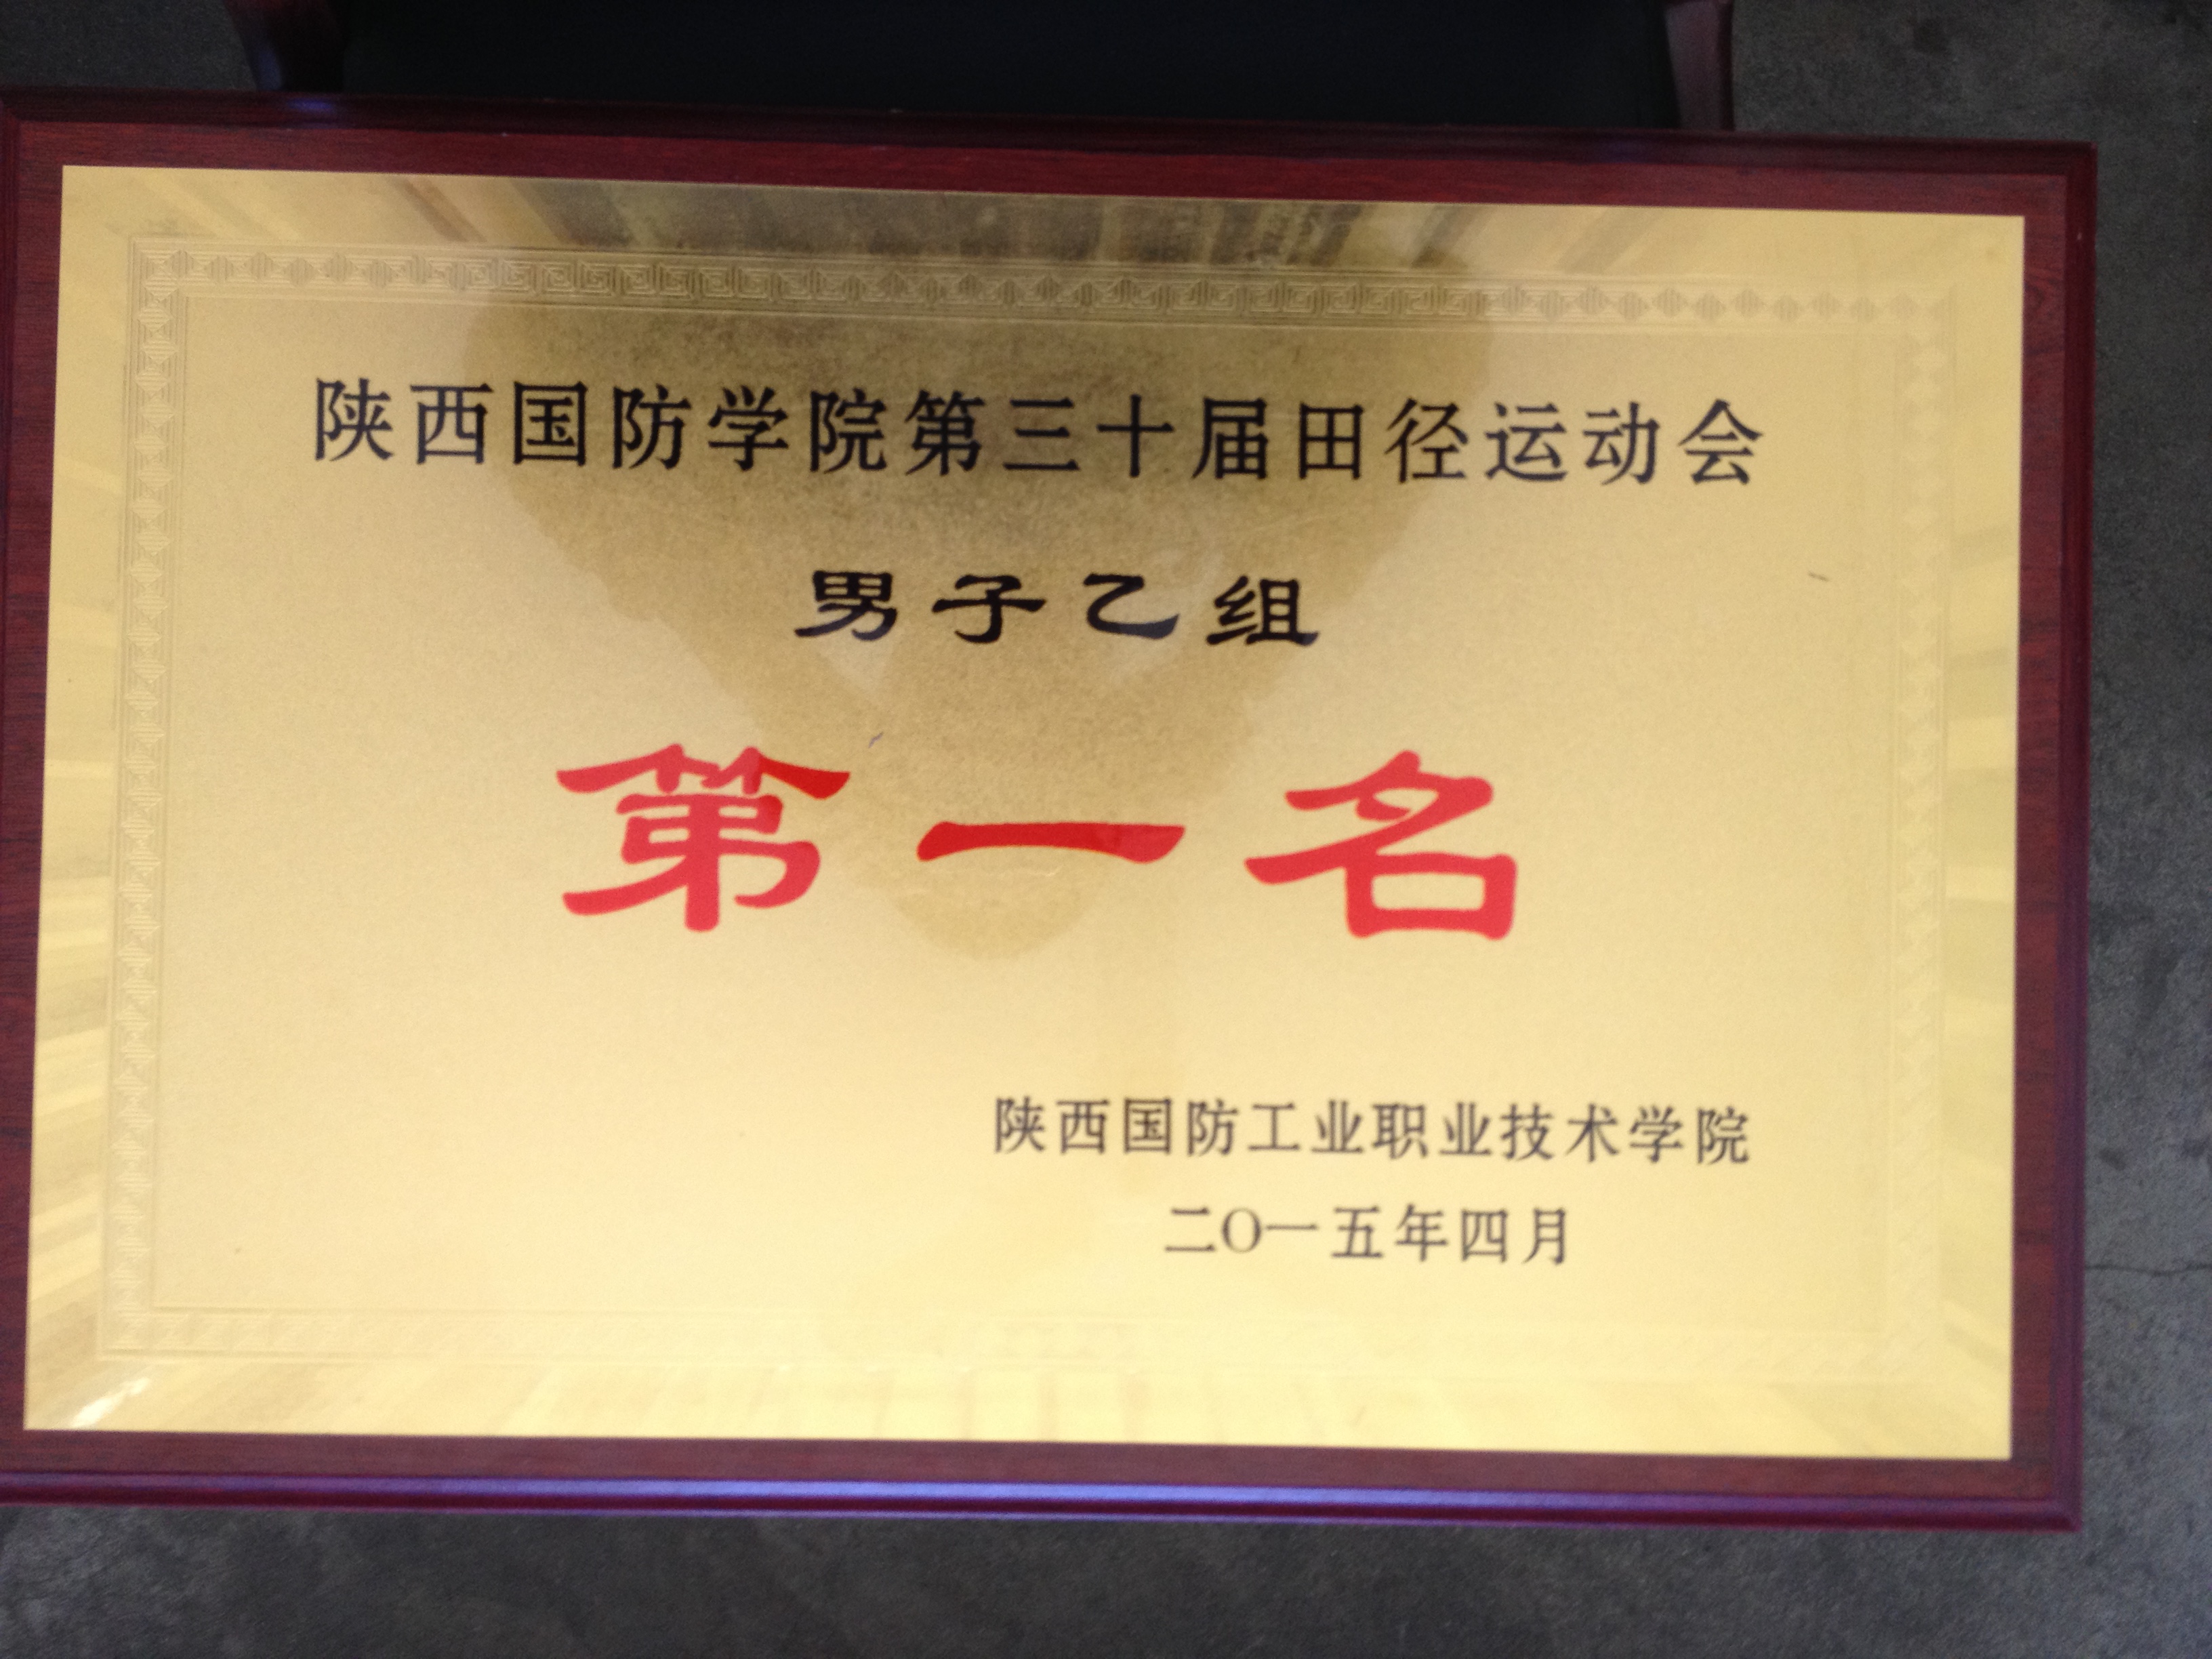 陕西国防学院第三十届田径运动会
男子乙组
第一名
陕西国防工业职业技术学院
二〇一五年四月